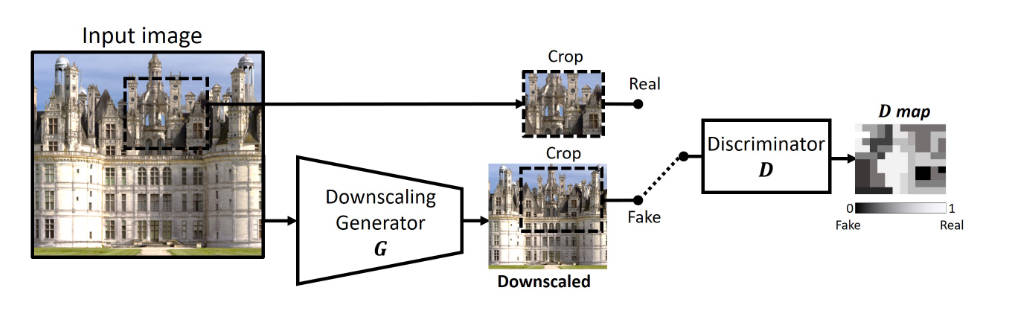 Input image
Crop
Real
Downscaling
Generator
G
Crop
Downscaled
Fake
Discriminator
D
D map
0
1
Fake
Real